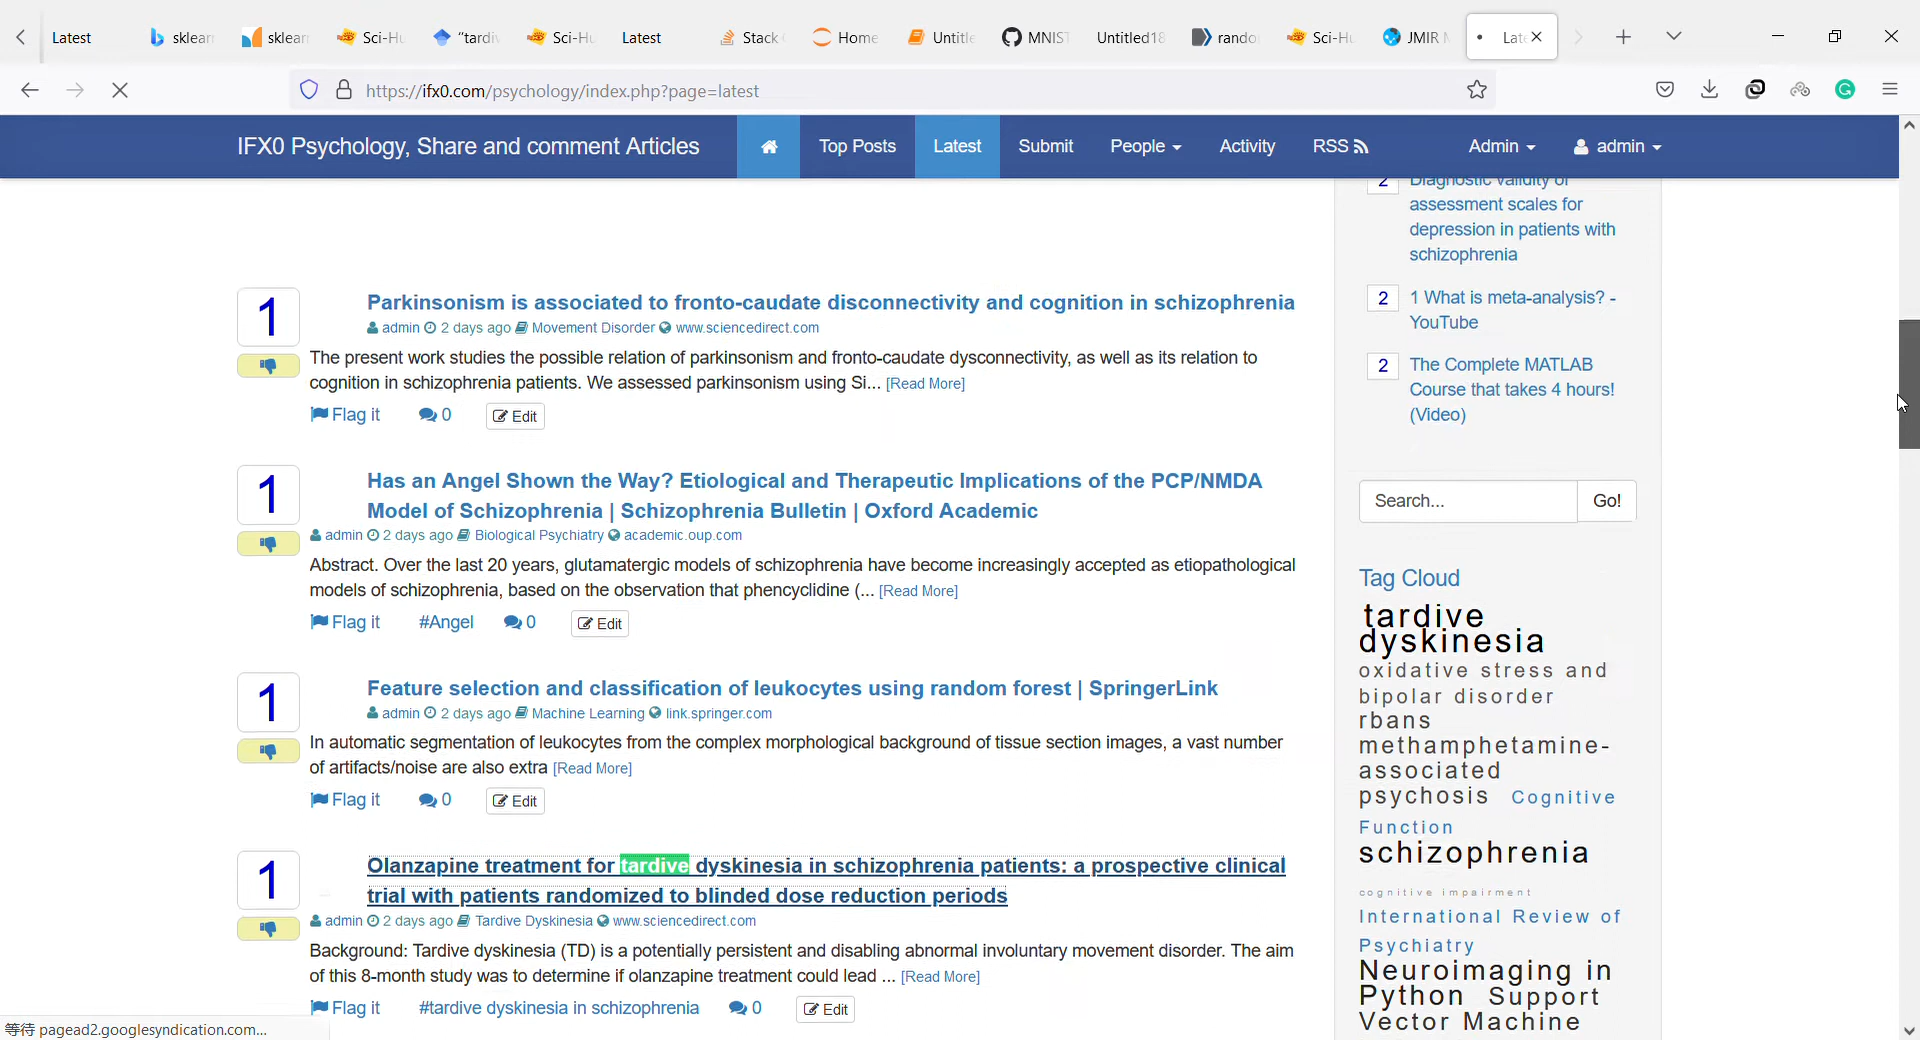 Latest
sklear
sklear
Sci-Hu
"tardiv
Sci-Hu
Latest
Stack
Home
Untitle
MNIST
Untitled18
rando
Sci-Hu
JMIR M
Lat
https://ifx0.com/psychology/index.php?page=latest
IFX0 Psychology, Share and comment Articles
Top Posts
Latest
Submit
People
Activity
RSS
Admin
admin
1
Parkinsonism is associated to fronto-caudate disconnectivity and cognition in schizophrenia
admin 2 days ago Movement Disorder www.sciencedirect.com
The present work studies the possible relation of parkinsonism and fronto-caudate dysconnectivity, as well as its relation to
cognition in schizophrenia patients. We assessed parkinsonism using Si... [Read More]
Flag it 0 Edit
1
Has an Angel Shown the Way? Etiological and Therapeutic Implications of the PCP/NMDA
Model of Schizophrenia | Schizophrenia Bulletin | Oxford Academic
admin 2 days ago Biological Psychiatry academic.oup.com
Abstract. Over the last 20 years, glutamatergic models of schizophrenia have become increasingly accepted as etiopathological
models of schizophrenia, based on the observation that phencyclidine (... [Read More]
Flag it #Angel 0 Edit
1
Feature selection and classification of leukocytes using random forest | SpringerLink
admin 2 days ago Machine Learning link.springer.com
In automatic segmentation of leukocytes from the complex morphological background of tissue section images, a vast number
of artifacts/noise are also extra [Read More]
Flag it 0 Edit
1
Olanzapine treatment for tardive dyskinesia in schizophrenia patients: a prospective clinical
trial with patients randomized to blinded dose reduction periods
admin 2 days ago Tardive Dyskinesia www.sciencedirect.com
Background: Tardive dyskinesia (TD) is a potentially persistent and disabling abnormal involuntary movement disorder. The aim
of this 8-month study was to determine if olanzapine treatment could lead ... [Read More]
Flag it #tardive dyskinesia in schizophrenia 0 Edit
2 Diagnostic validity of
assessment scales for
depression in patients with
schizophrenia
2 1 What is meta-analysis? -
YouTube
2 The Complete MATLAB
Course that takes 4 hours!
(Video)
Search... Go!
Tag Cloud
tardive
dyskinesia
oxidative stress and
bipolar disorder
rbans
methamphetamine-
associated
psychosis Cognitive
Function
schizophrenia
cognitive impairment
International Review of
Psychiatry
Neuroimaging in
Python Support
Vector Machine
等待 pagead2.googlesyndication.com...